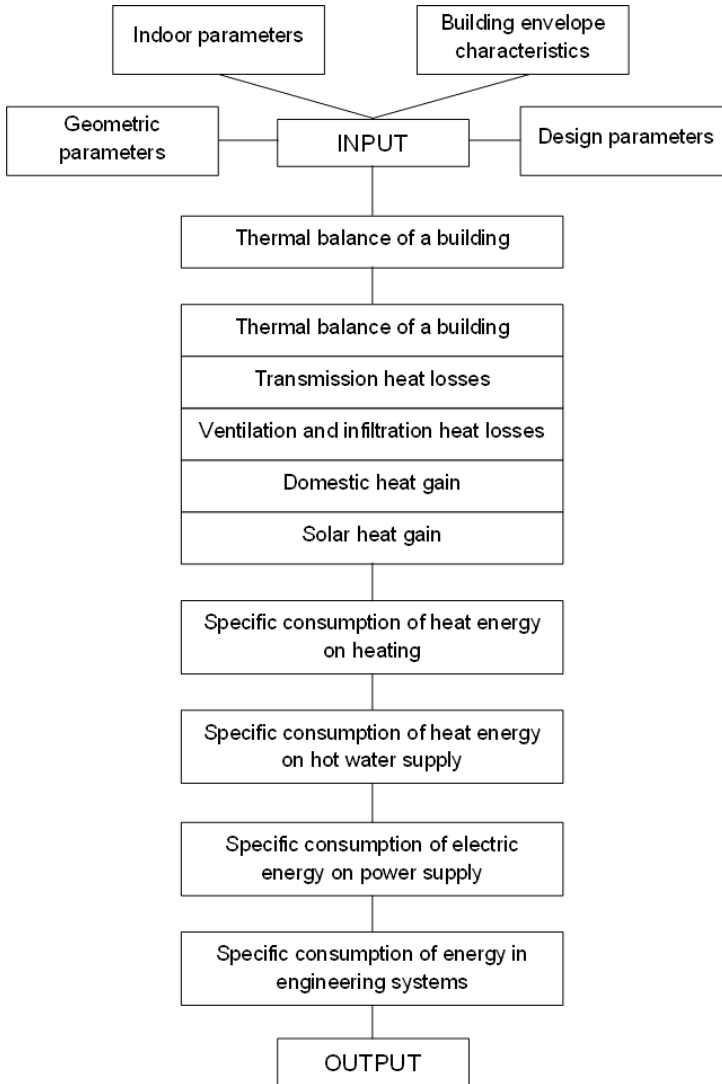 Indoor parameters
Building envelope
characteristics
Geometric
parameters
INPUT
Design parameters
Thermal balance of a building
Thermal balance of a building
Transmission heat losses
Ventilation and infiltration heat losses
Domestic heat gain
Solar heat gain
Specific consumption of heat energy
on heating
Specific consumption of heat energy
on hot water supply
Specific consumption of electric
energy on power supply
Specific consumption of energy in
engineering systems
OUTPUT